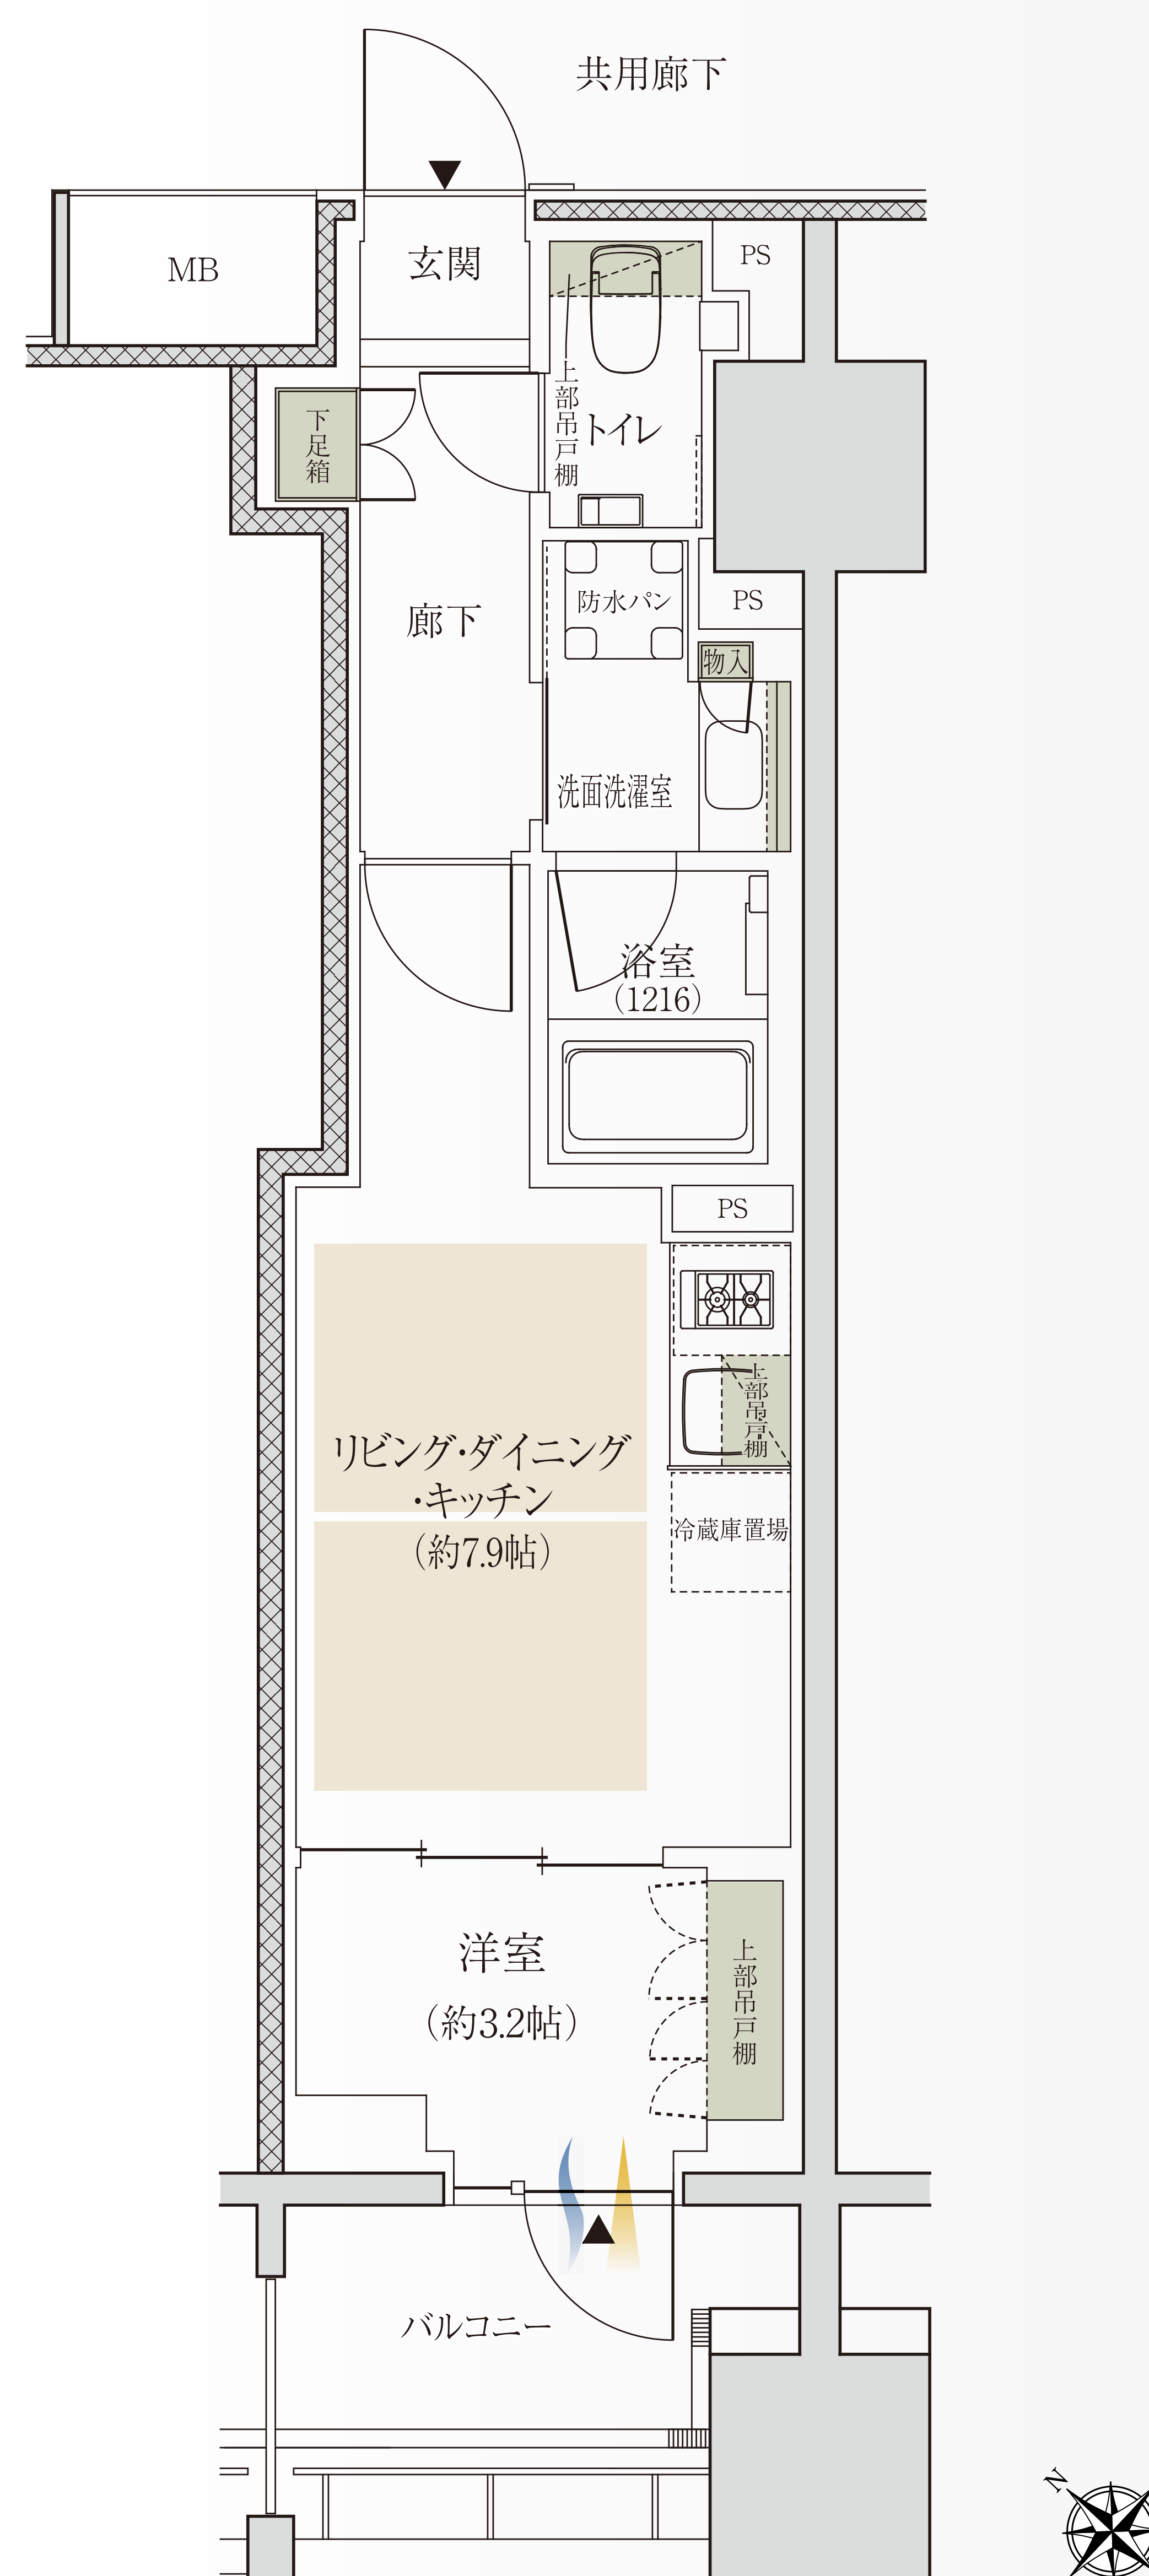 共用廊下
MB
玄関
PS
上部吊戸棚
トイレ
下足箱
廊下
防水パン
PS
物入
洗面洗濯室
浴室
(1216)
PS
上部吊戸棚
リビング・ダイニング
・キッチン
(約7.9帖)
冷蔵庫置場
洋室
(約3.2帖)
上部吊戸棚
バルコニー
N